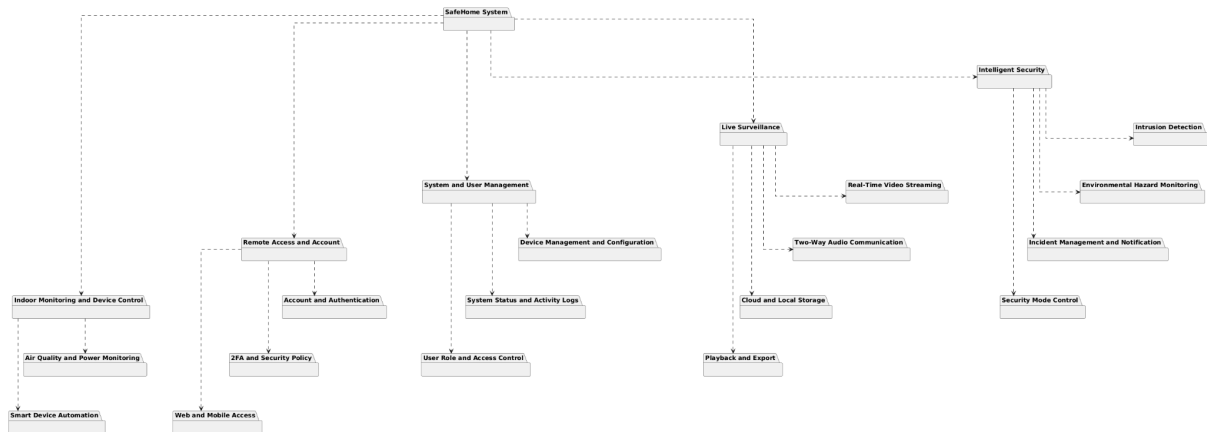 SafeHome System
Intelligent Security
Live Surveillance
Intrusion Detection
System and User Management
Real-Time Video Streaming
Environmental Hazard Monitoring
Remote Access and Account
Device Management and Configuration
Two-Way Audio Communication
Incident Management and Notification
Indoor Monitoring and Device Control
Account and Authentication
System Status and Activity Logs
Cloud and Local Storage
Security Mode Control
Air Quality and Power Monitoring
2FA and Security Policy
User Role and Access Control
Playback and Export
Smart Device Automation
Web and Mobile Access